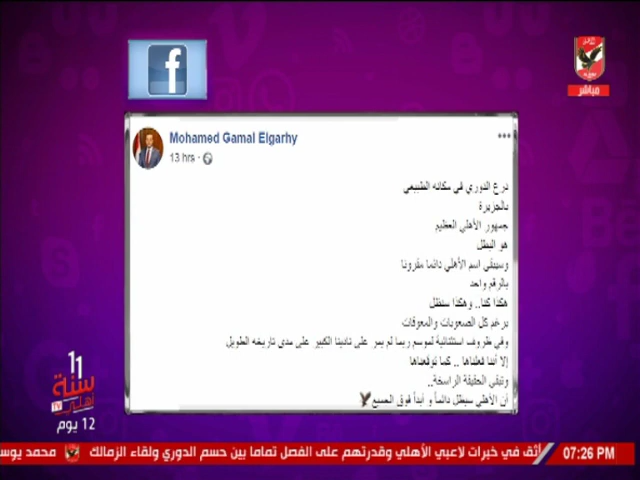 f
مباشر
Mohamed Gamal Elgarhy
13 hrs ·
درع الدوري في مكانه الطبيعي
بالجزيرة
جمهور الأهلي العظيم
هو البطل
وسيبقى اسم الأهلي دائما مقرونا
بالرقم واحد
هكذا كنا.. وهكذا سنظل
برغم كل الصعوبات والمعوقات
وفي ظروف استثنائية لموسم ربما لم يمر على نادينا الكبير على مدى تاريخه الطويل
إلا أننا فعلناها .. كما توقعناها
وتبقى الحقيقة الراسخة..
أن الأهلي سيظل دائماً و أبداً فوق الجميع
11
سنة
أهلي TV
12 يوم
أثق في خبرات لاعبي الأهلي وقدرتهم على الفصل تماما بين حسم الدوري ولقاء الزمالك محمد يوس
07:26 PM